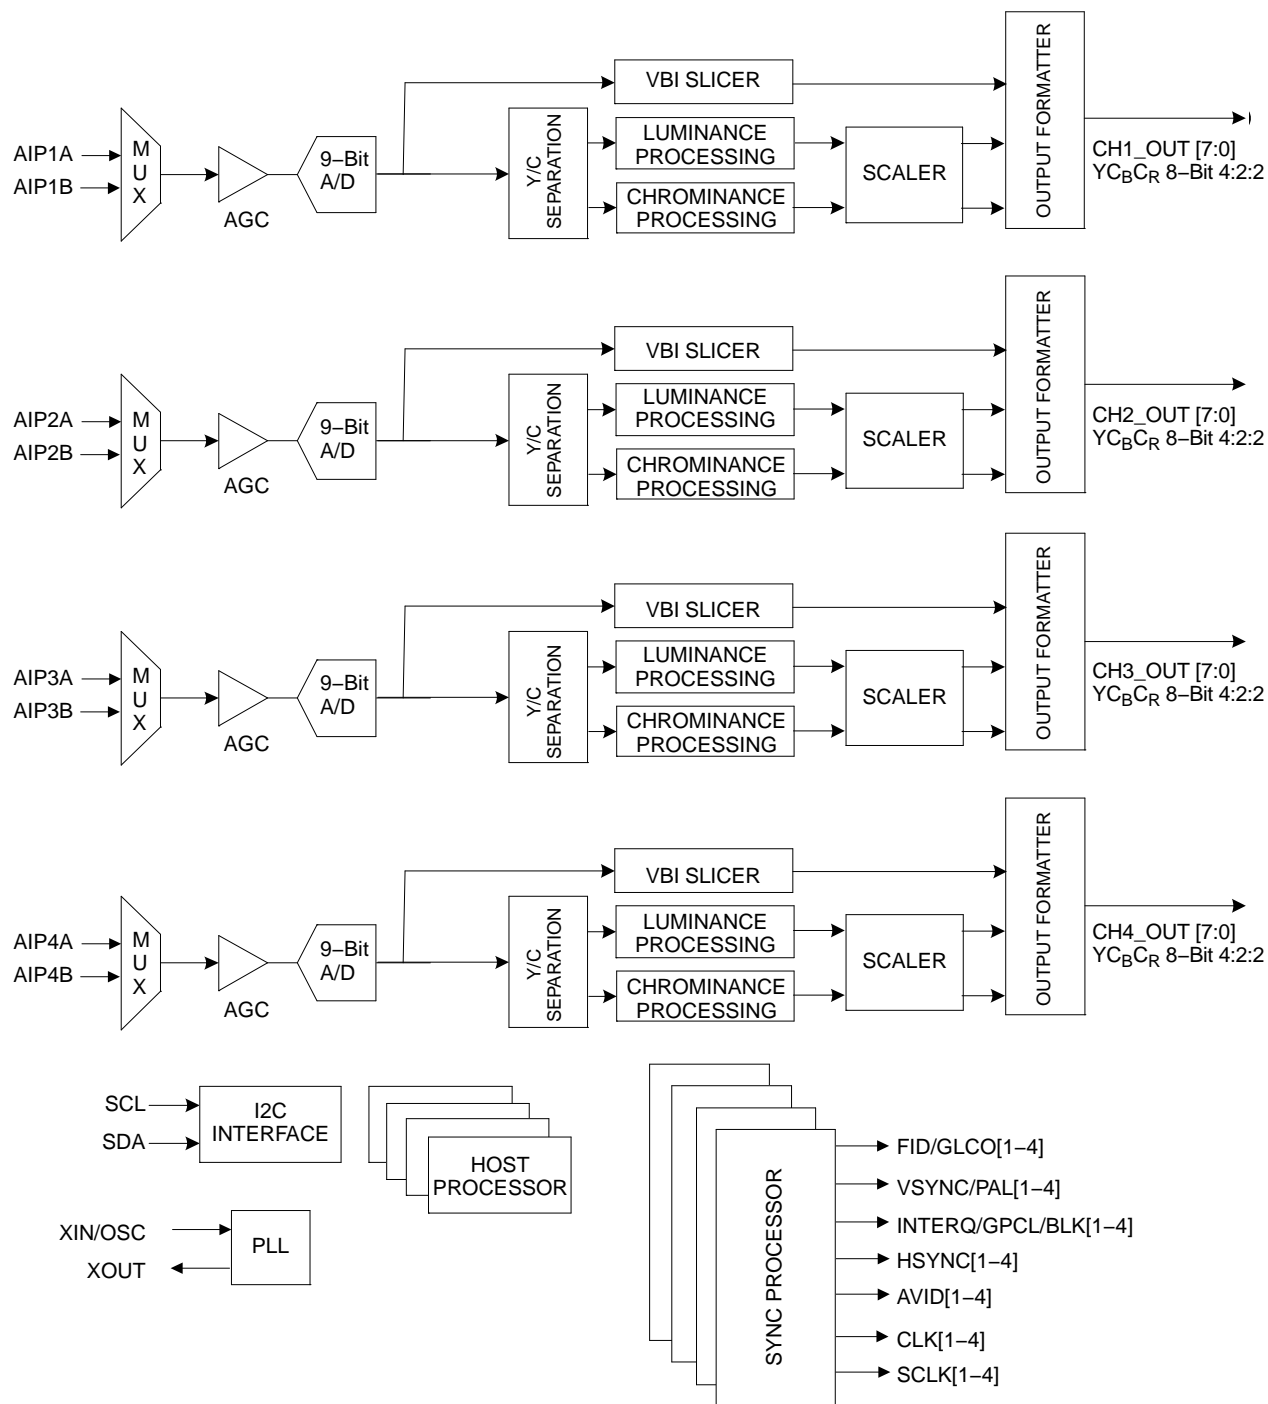 VBI SLICER
AIP1A
AIP1B
M
U
X
AGC
9–Bit
A/D
Y/C
SEPARATION
LUMINANCE
PROCESSING
CHROMINANCE
PROCESSING
SCALER
OUTPUT FORMATTER
CH1_OUT [7:0]
YCBCR 8–Bit 4:2:2
VBI SLICER
AIP2A
AIP2B
M
U
X
AGC
9–Bit
A/D
Y/C
SEPARATION
LUMINANCE
PROCESSING
CHROMINANCE
PROCESSING
SCALER
OUTPUT FORMATTER
CH2_OUT [7:0]
YCBCR 8–Bit 4:2:2
VBI SLICER
AIP3A
AIP3B
M
U
X
AGC
9–Bit
A/D
Y/C
SEPARATION
LUMINANCE
PROCESSING
CHROMINANCE
PROCESSING
SCALER
OUTPUT FORMATTER
CH3_OUT [7:0]
YCBCR 8–Bit 4:2:2
VBI SLICER
AIP4A
AIP4B
M
U
X
AGC
9–Bit
A/D
Y/C
SEPARATION
LUMINANCE
PROCESSING
CHROMINANCE
PROCESSING
SCALER
OUTPUT FORMATTER
CH4_OUT [7:0]
YCBCR 8–Bit 4:2:2
SCL
SDA
I2C
INTERFACE
HOST
PROCESSOR
XIN/OSC
XOUT
PLL
SYNC PROCESSOR
FID/GLCO[1–4]
VSYNC/PAL[1–4]
INTERQ/GPCL/BLK[1–4]
HSYNC[1–4]
AVID[1–4]
CLK[1–4]
SCLK[1–4]